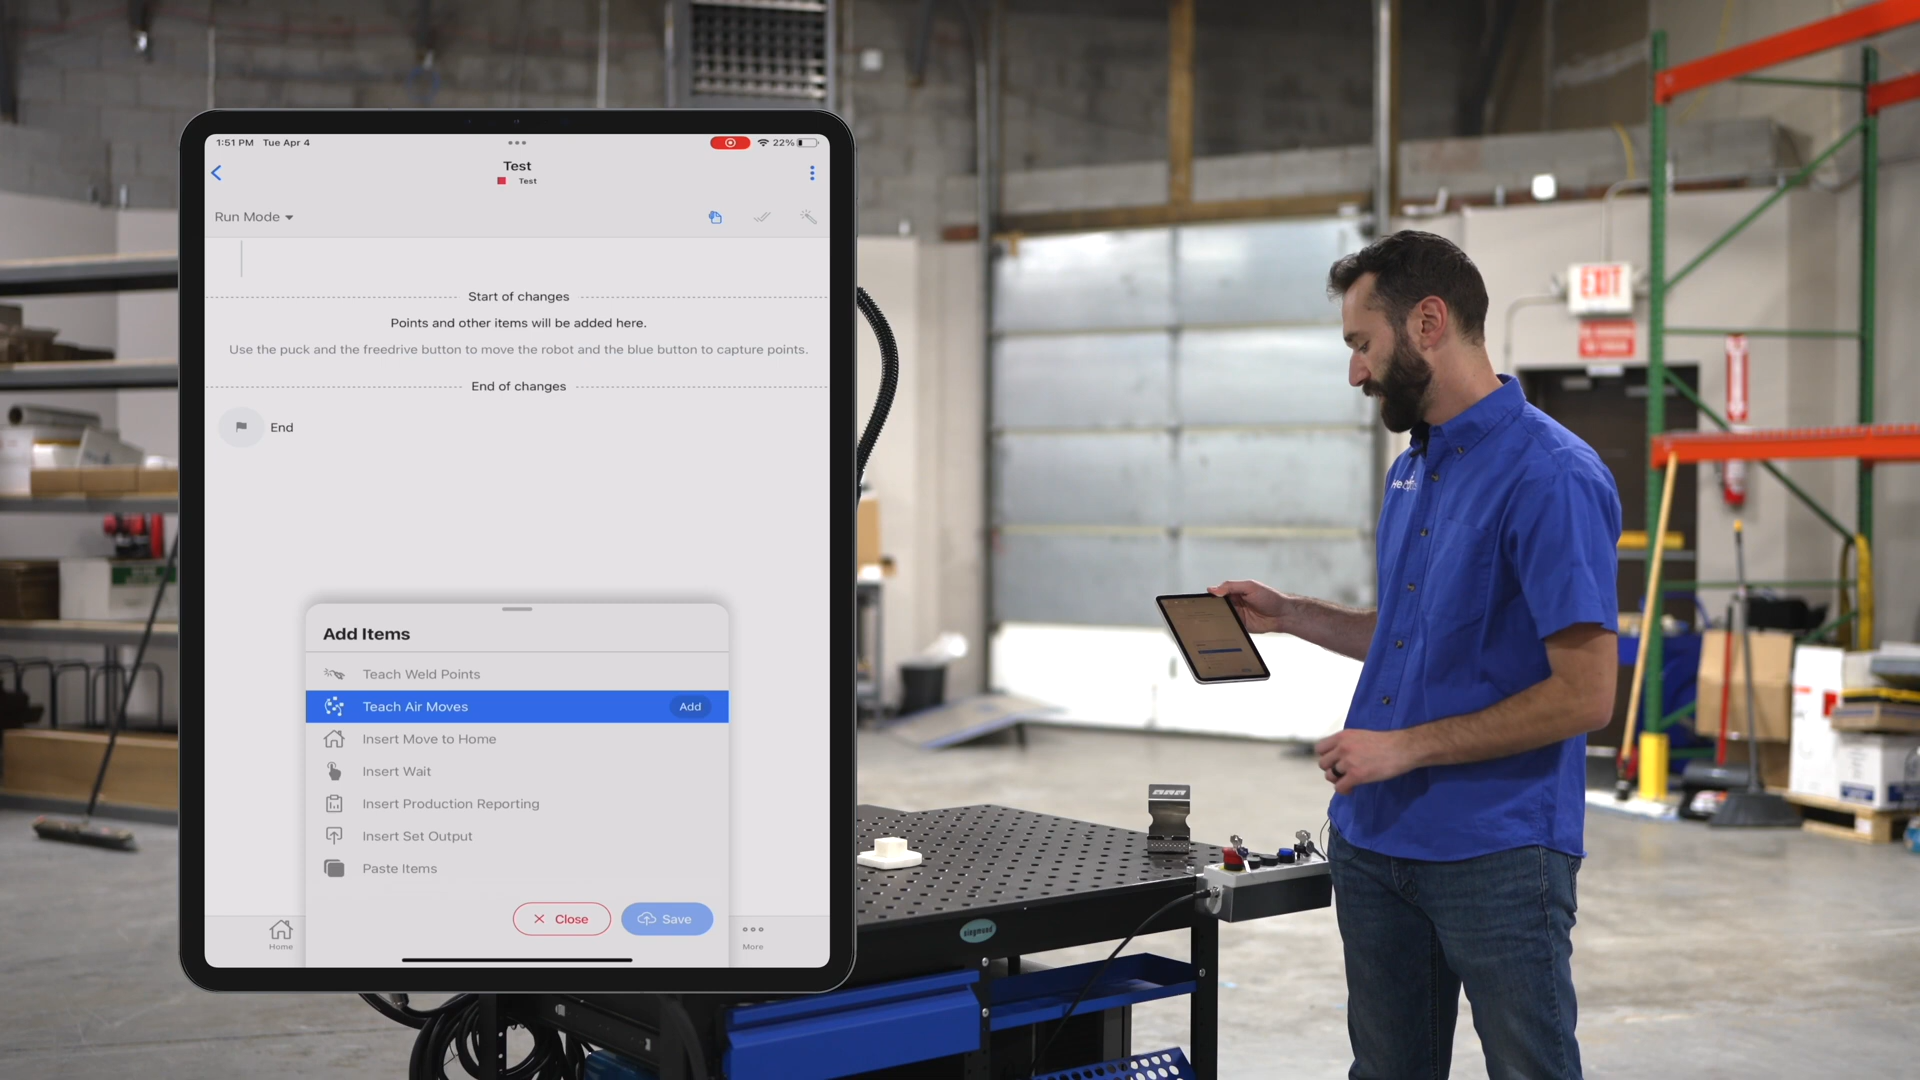 1:51 PM Tue Apr 4
22%
Test
Test
Run Mode
Start of changes
Points and other items will be added here.
Use the puck and the freedrive button to move the robot and the blue button to capture points.
End of changes
End
Add Items
Teach Weld Points
Teach Air Moves Add
Insert Move to Home
Insert Wait
Insert Production Reporting
Insert Set Output
Paste Items
Close Save
Home
More
EXIT
siegmund